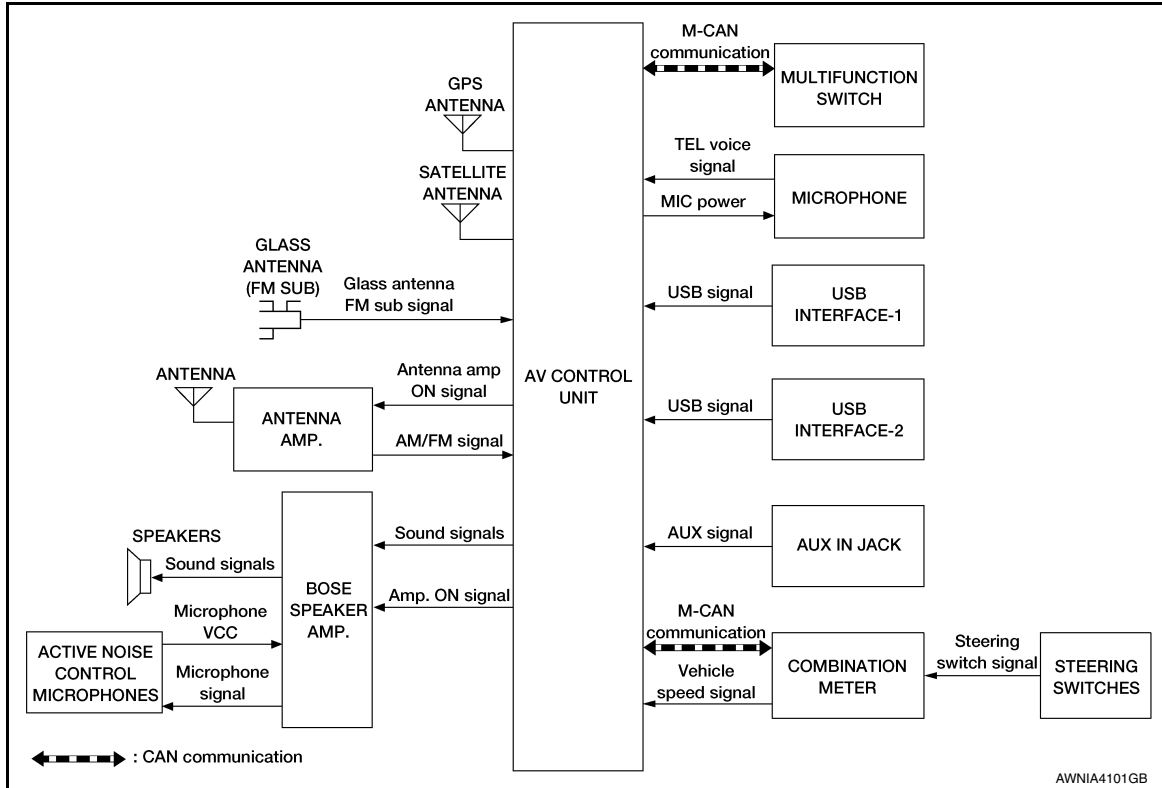 M-CAN
communication
MULTIFUNCTION
SWITCH
GPS
ANTENNA
TEL voice
signal
MICROPHONE
MIC power
SATELLITE
ANTENNA
GLASS
ANTENNA
(FM SUB)
Glass antenna
FM sub signal
USB signal
USB
INTERFACE-1
ANTENNA
Antenna amp
ON signal
ANTENNA
AMP.
AM/FM signal
AV CONTROL
UNIT
USB signal
USB
INTERFACE-2
SPEAKERS
Sound signals
Sound signals
BOSE
SPEAKER
AMP.
Amp. ON signal
AUX signal
AUX IN JACK
Microphone
VCC
ACTIVE NOISE
CONTROL
MICROPHONES
Microphone
signal
M-CAN
communication
Vehicle
speed signal
COMBINATION
METER
Steering
switch signal
STEERING
SWITCHES
: CAN communication
AWNIA4101GB